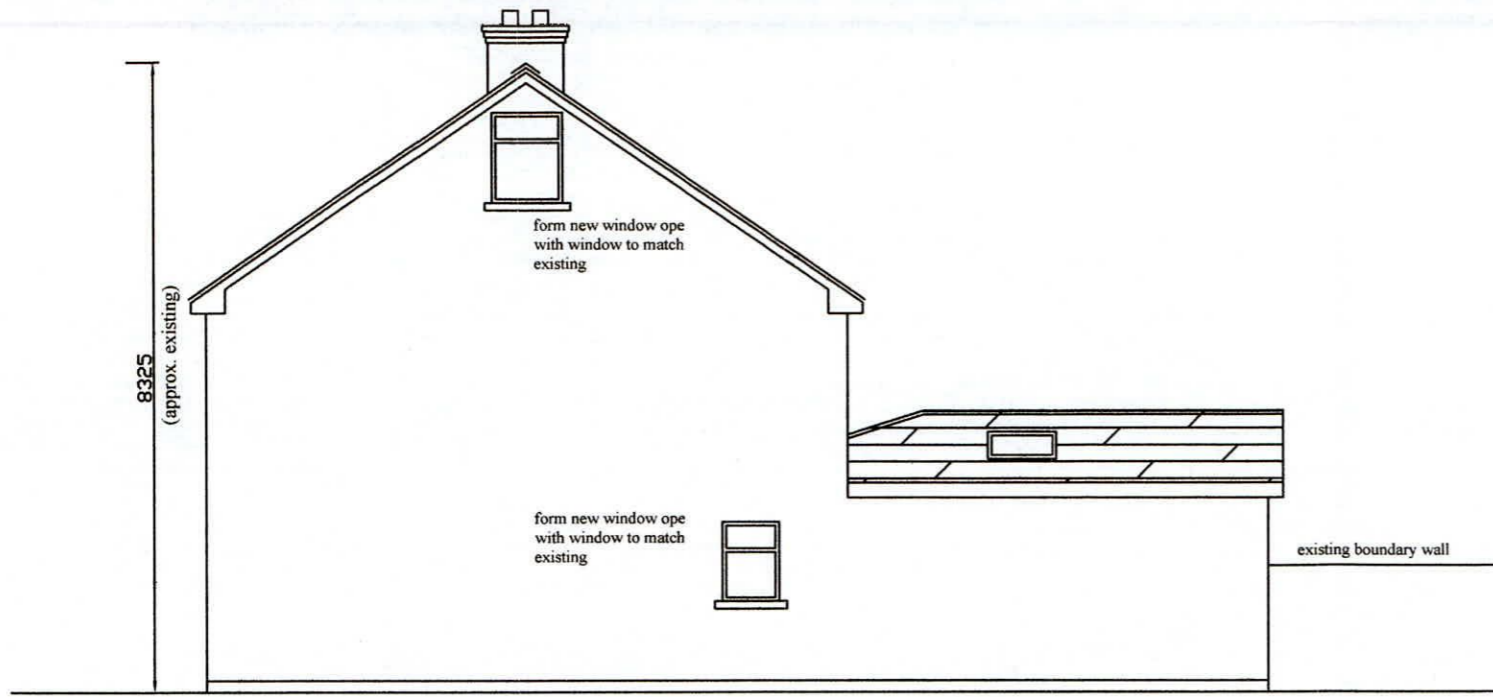 form new window ope
with window to match
existing
8325
(approx. existing)
form new window ope
with window to match
existing
existing boundary wall